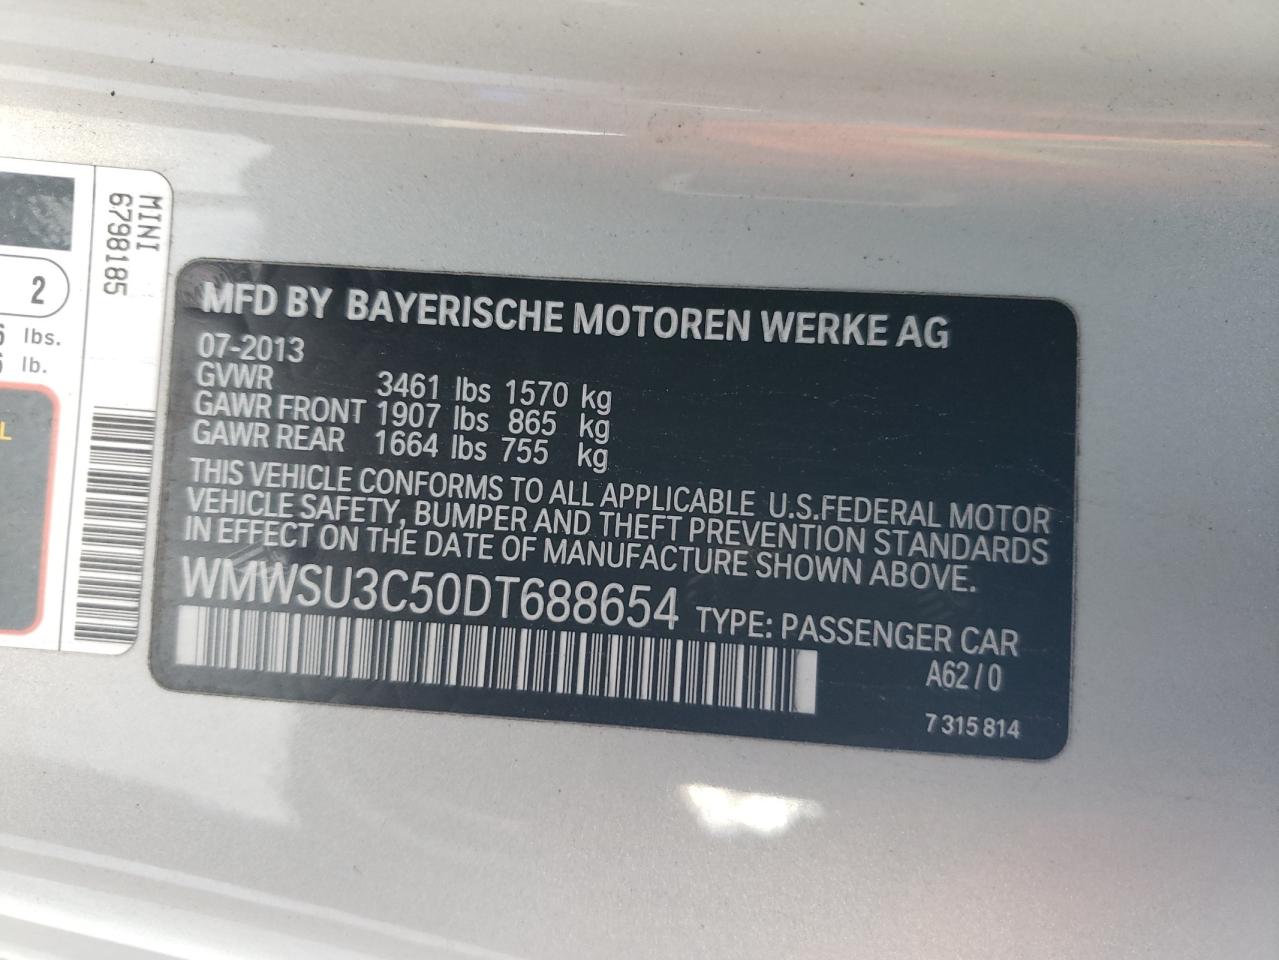 MINI
6798185
2
lbs.
lb.
L
MFD BY BAYERISCHE MOTOREN WERKE AG
07-2013
GVWR 3461 lbs 1570 kg
GAWR FRONT 1907 lbs 865 kg
GAWR REAR 1664 lbs 755 kg
THIS VEHICLE CONFORMS TO ALL APPLICABLE U.S.FEDERAL MOTOR
VEHICLE SAFETY, BUMPER AND THEFT PREVENTION STANDARDS
IN EFFECT ON THE DATE OF MANUFACTURE SHOWN ABOVE.
WMWSU3C50DT688654 TYPE: PASSENGER CAR
A62/0
7 315 814